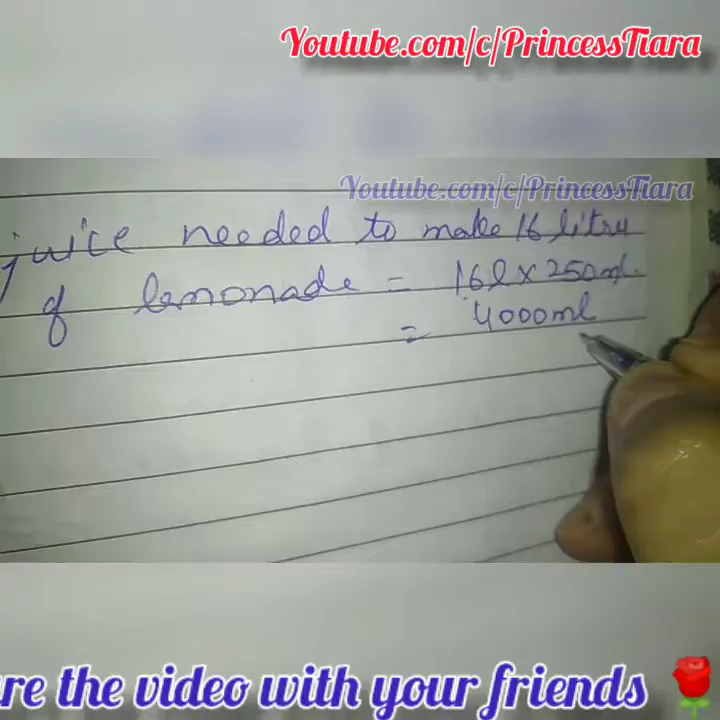 Youtube.com/c/PrincessTiara
Youtube.com/c/PrincessTiara
juice needed to make 16 litry
of lemonade = 16l x 250ml.
= 4000ml
re the video with your friends 🌹